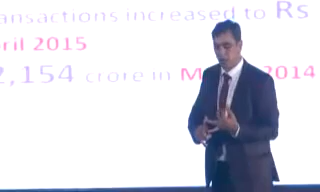 ansactions increased to Rs
ril 2015
2,154 crore in M 2014